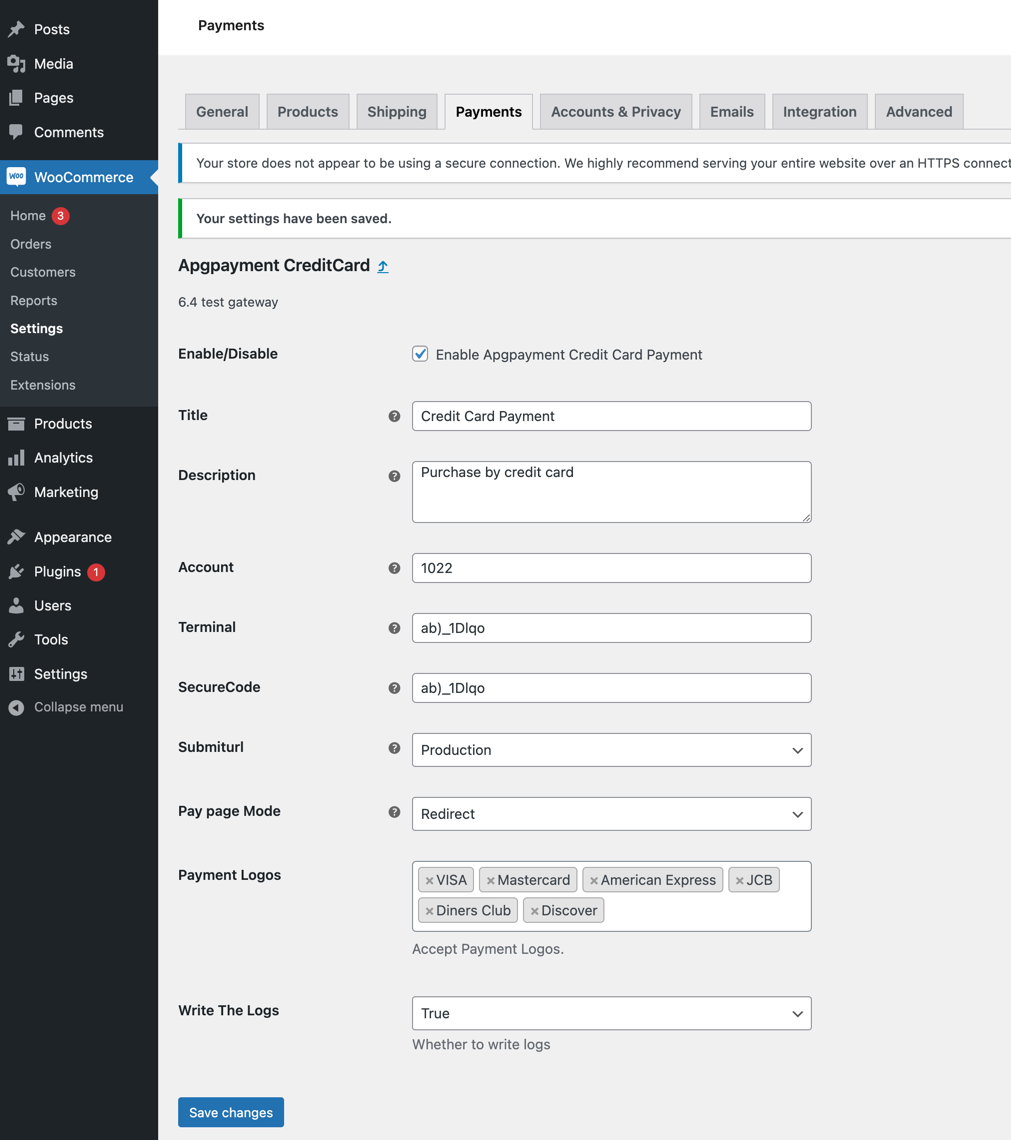 Posts
Media
Pages
Comments
WooCommerce
Home 3
Orders
Customers
Reports
Settings
Status
Extensions
Products
Analytics
Marketing
Appearance
Plugins 1
Users
Tools
Settings
Collapse menu
Payments
General Products Shipping Payments Accounts & Privacy Emails Integration Advanced
Your store does not appear to be using a secure connection. We highly recommend serving your entire website over an HTTPS connect
Your settings have been saved.
Apgpayment CreditCard
6.4 test gateway
Enable/Disable Enable Apgpayment Credit Card Payment
Title Credit Card Payment
Description Purchase by credit card
Account 1022
Terminal ab)_1Dlqo
SecureCode ab)_1Dlqo
Submiturl Production
Pay page Mode Redirect
Payment Logos ×VISA ×Mastercard ×American Express ×JCB
×Diners Club ×Discover
Accept Payment Logos.
Write The Logs True
Whether to write logs
Save changes